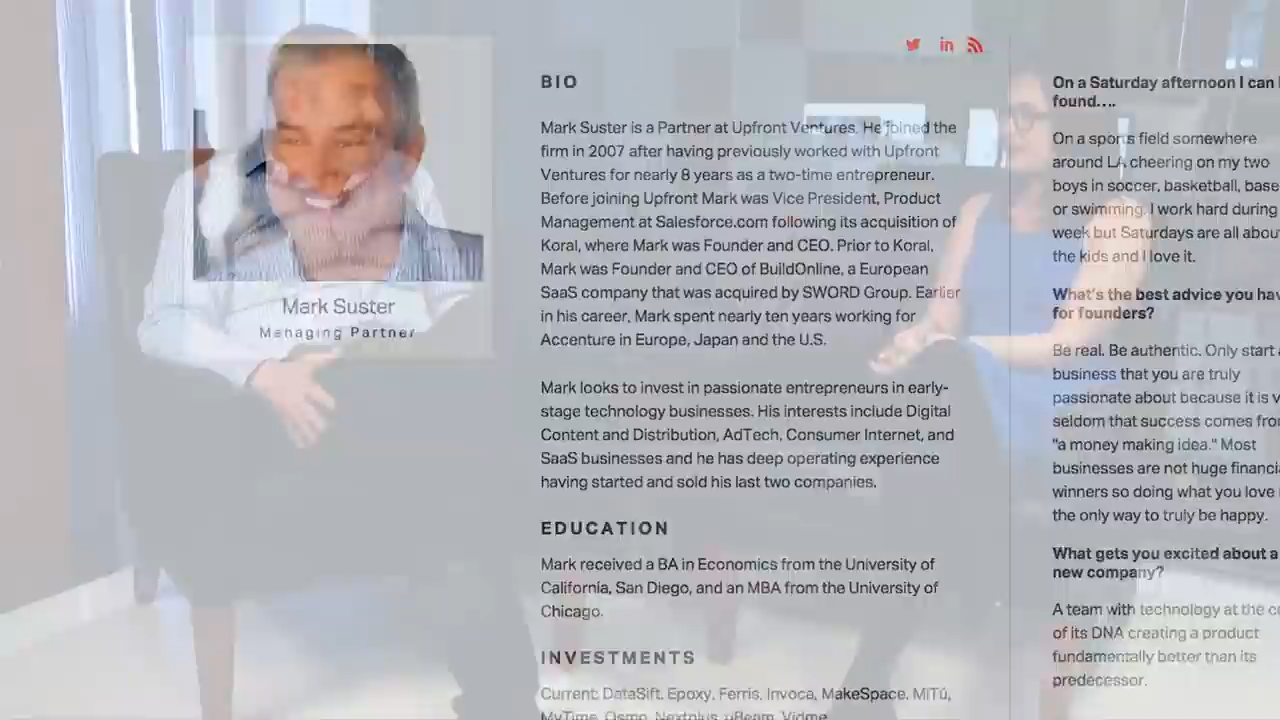 Mark Suster
Managing Partner
BIO
Mark Suster is a Partner at Upfront Ventures. He joined the
firm in 2007 after having previously worked with Upfront
Ventures for nearly 8 years as a two-time entrepreneur.
Before joining Upfront Mark was Vice President, Product
Management at Salesforce.com following its acquisition of
Koral, where Mark was Founder and CEO. Prior to Koral,
Mark was Founder and CEO of BuildOnline, a European
SaaS company that was acquired by SWORD Group. Earlier
in his career, Mark spent nearly ten years working for
Accenture in Europe, Japan and the U.S.
Mark looks to invest in passionate entrepreneurs in early-
stage technology businesses. His interests include Digital
Content and Distribution, AdTech, Consumer Internet, and
SaaS businesses and he has deep operating experience
having started and sold his last two companies.
EDUCATION
Mark received a BA in Economics from the University of
California, San Diego, and an MBA from the University of
Chicago.
INVESTMENTS
Current: DataSift, Epoxy, Ferris, Invoca, MakeSpace, MiTú,
MyTime, Osmo, Nextplus, uBeam, Vidme
On a Saturday afternoon I can
found....
On a sports field somewhere
around LA cheering on my two
boys in soccer, basketball,
or swimming. I work hard during
week but Saturdays are all
the kids and I love it.
What's the best advice you
for founders?
Be real. Be authentic. Only start
business that you are truly
passionate about because it is
seldom that success comes
"a money making idea." Most
businesses are not huge
winners so doing what you love
the only way to truly be happy.
What gets you excited about a
new company?
A team with technology at the
of its DNA creating a product
fundamentally better than its
predecessor.